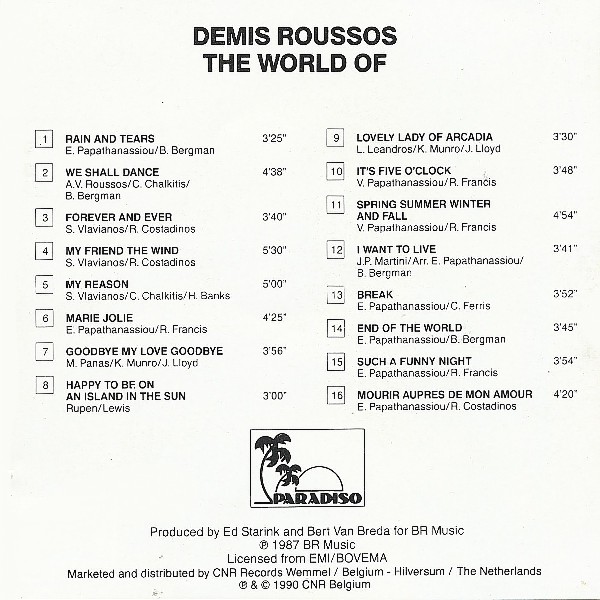 DEMIS ROUSSOS
THE WORLD OF
1 RAIN AND TEARS 3'25"
E. Papathanassiou/B. Bergman
2 WE SHALL DANCE 4'38"
A.V. Roussos/C. Chalkitis/
B. Bergman
3 FOREVER AND EVER 3'40"
S. Vlavianos/R. Costadinos
4 MY FRIEND THE WIND 5'30"
S. Vlavianos/R. Costadinos
5 MY REASON 5'00"
S. Vlavianos/C. Chalkitis/H. Banks
6 MARIE JOLIE 4'25"
E. Papathanassiou/R. Francis
7 GOODBYE MY LOVE GOODBYE 3'56"
M. Panas/K. Munro/J. Lloyd
8 HAPPY TO BE ON
AN ISLAND IN THE SUN 3'00"
Rupen/Lewis
9 LOVELY LADY OF ARCADIA 3'30"
L. Leandros/K. Munro/J. Lloyd
10 IT'S FIVE O'CLOCK 3'48"
V. Papathanassiou/R. Francis
11 SPRING SUMMER WINTER
AND FALL 4'54"
V. Papathanassiou/R. Francis
12 I WANT TO LIVE 3'41"
J.P. Martini/Arr. E. Papathanassiou/
B. Bergman
13 BREAK 3'52"
E. Papathanassiou/C. Ferris
14 END OF THE WORLD 3'45"
E. Papathanassiou/B. Bergman
15 SUCH A FUNNY NIGHT 3'54"
E. Papathanassiou/R. Francis
16 MOURIR AUPRES DE MON AMOUR 4'20"
E. Papathanassiou/R. Costadinos
PARADISO
Produced by Ed Starink and Bert Van Breda for BR Music
℗ 1987 BR Music
Licensed from EMI/BOVEMA
Marketed and distributed by CNR Records Wemmel / Belgium - Hilversum / The Netherlands
℗ & © 1990 CNR Belgium